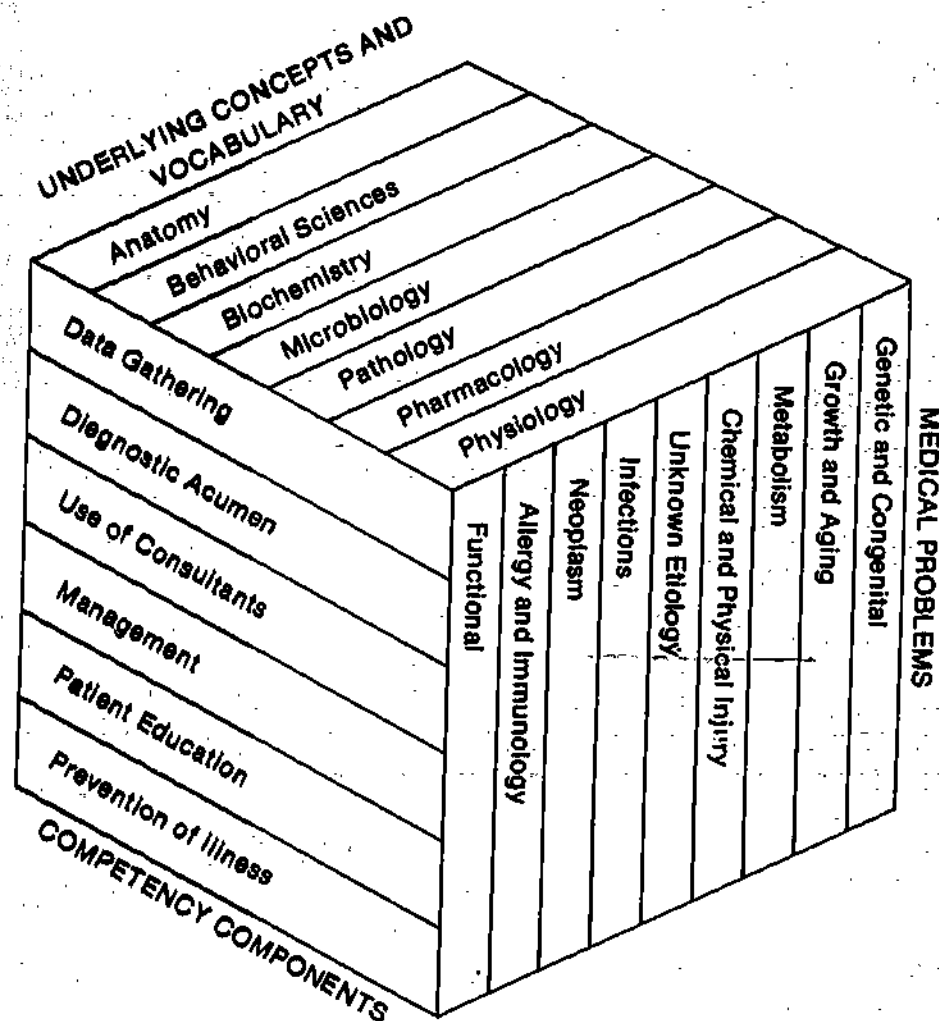 UNDERLYING CONCEPTS AND
VOCABULARY
Anatomy
Behavioral Sciences
Biochemistry
Microbiology
Pathology
Pharmacology
Physiology
Data Gathering
Diegnostic Acumen
Use of Consultants
Management
Patient Education
Prevention of Illness
COMPETENCY COMPONENTS
Functional
Allergy and Immunology
Neoplasm
Infections
Unknown Etiology
Chemical and Physical Injury
Metabolism
Growth and Aging
Genetic and Congenital
MEDICAL PROBLEMS